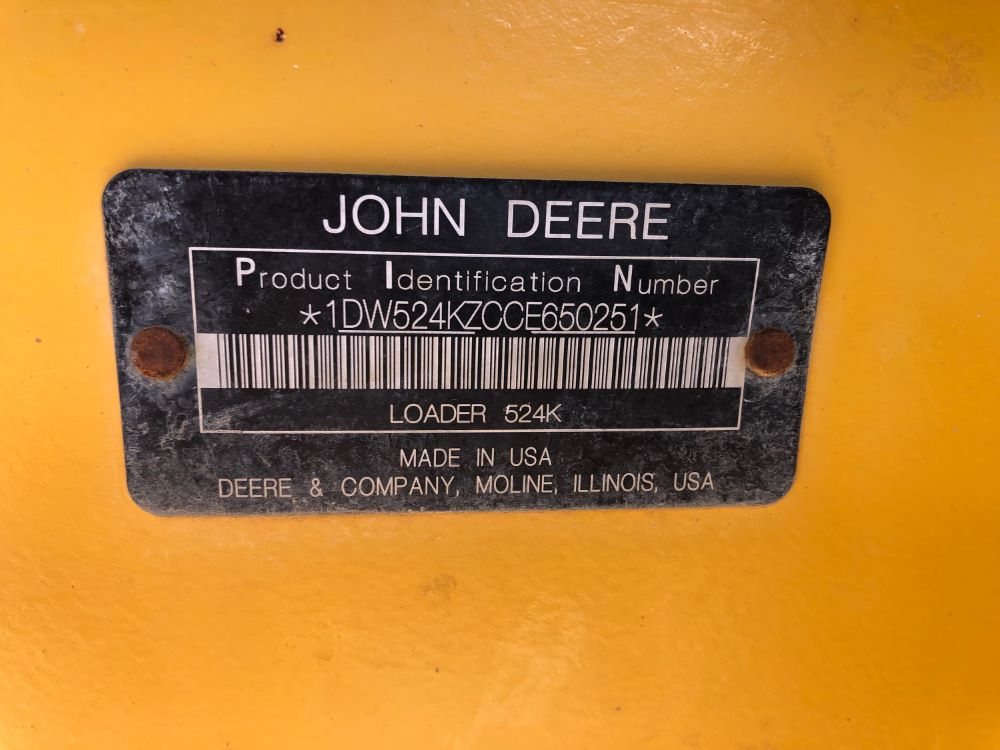 JOHN DEERE
Product Identification Number
*1DW524KZCCE650251*
LOADER 524K
MADE IN USA
DEERE & COMPANY, MOLINE, ILLINOIS, USA